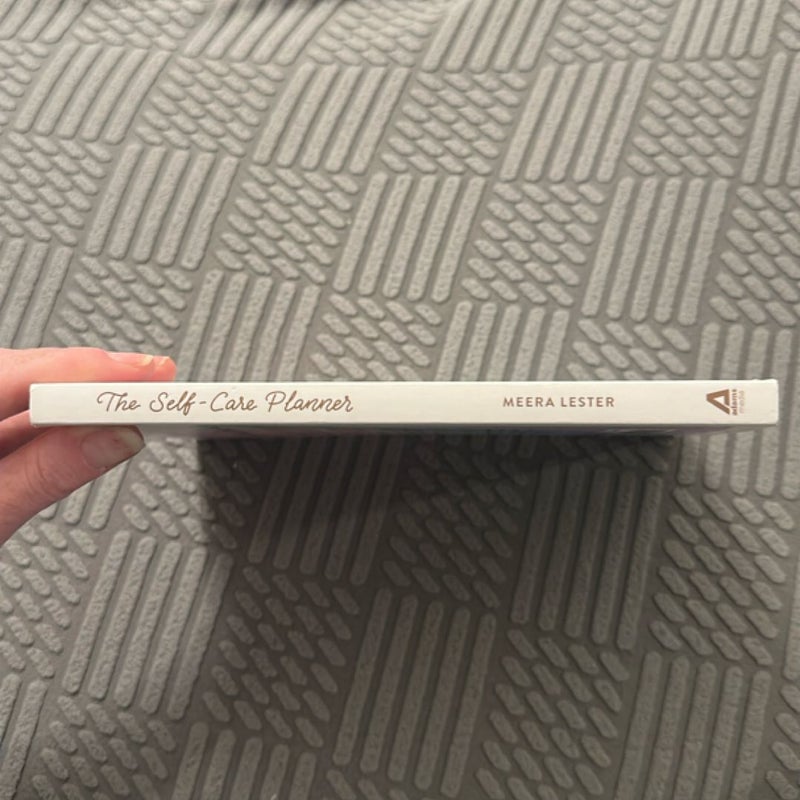 The Self-Care Planner
MEERA LESTER
adams
media